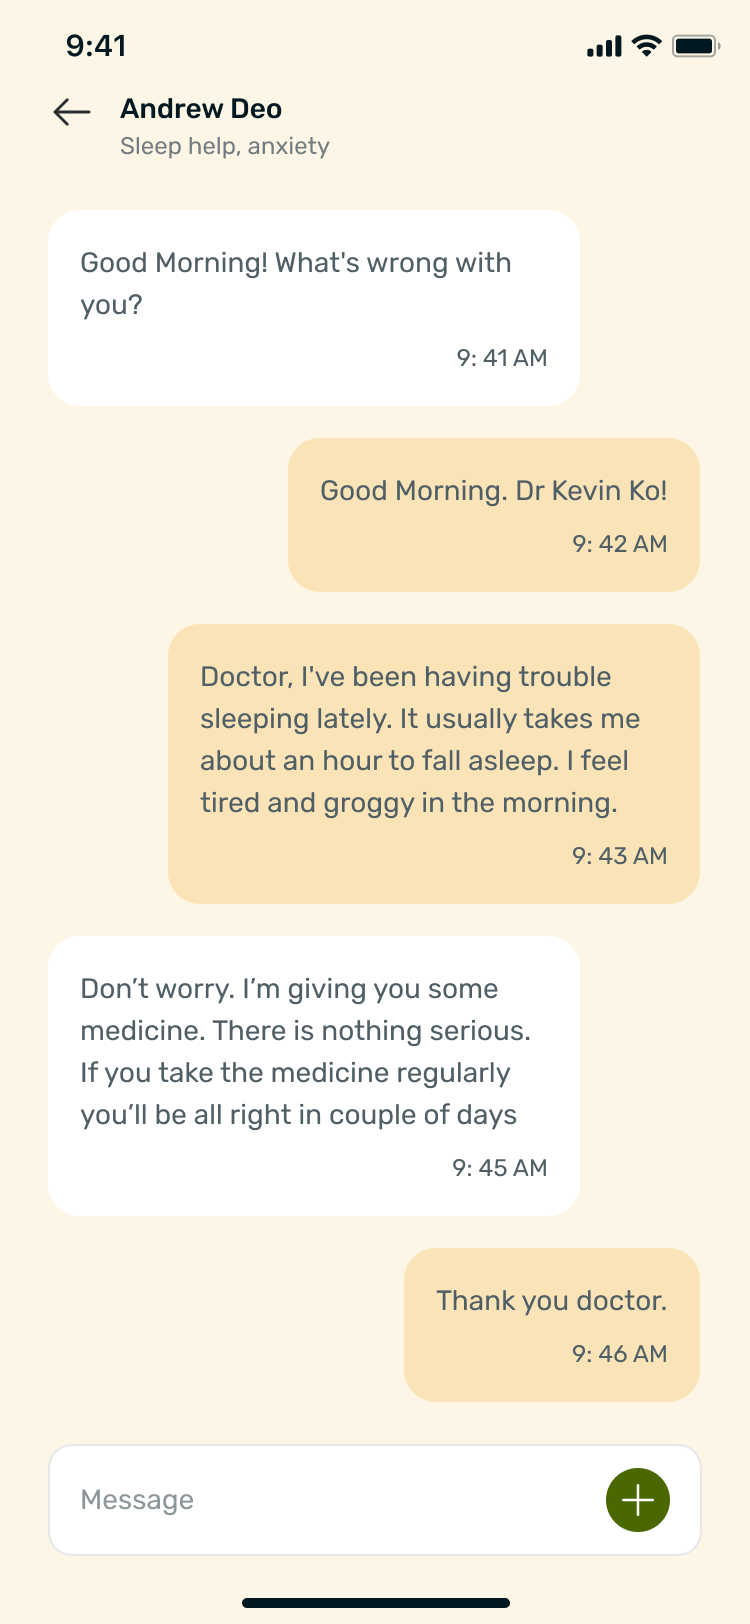 9:41
Andrew Deo
Sleep help, anxiety
Good Morning! What's wrong with
you?
9: 41 AM
Good Morning. Dr Kevin Ko!
9: 42 AM
Doctor, I've been having trouble
sleeping lately. It usually takes me
about an hour to fall asleep. I feel
tired and groggy in the morning.
9: 43 AM
Don’t worry. I’m giving you some
medicine. There is nothing serious.
If you take the medicine regularly
you’ll be all right in couple of days
9: 45 AM
Thank you doctor.
9: 46 AM
Message